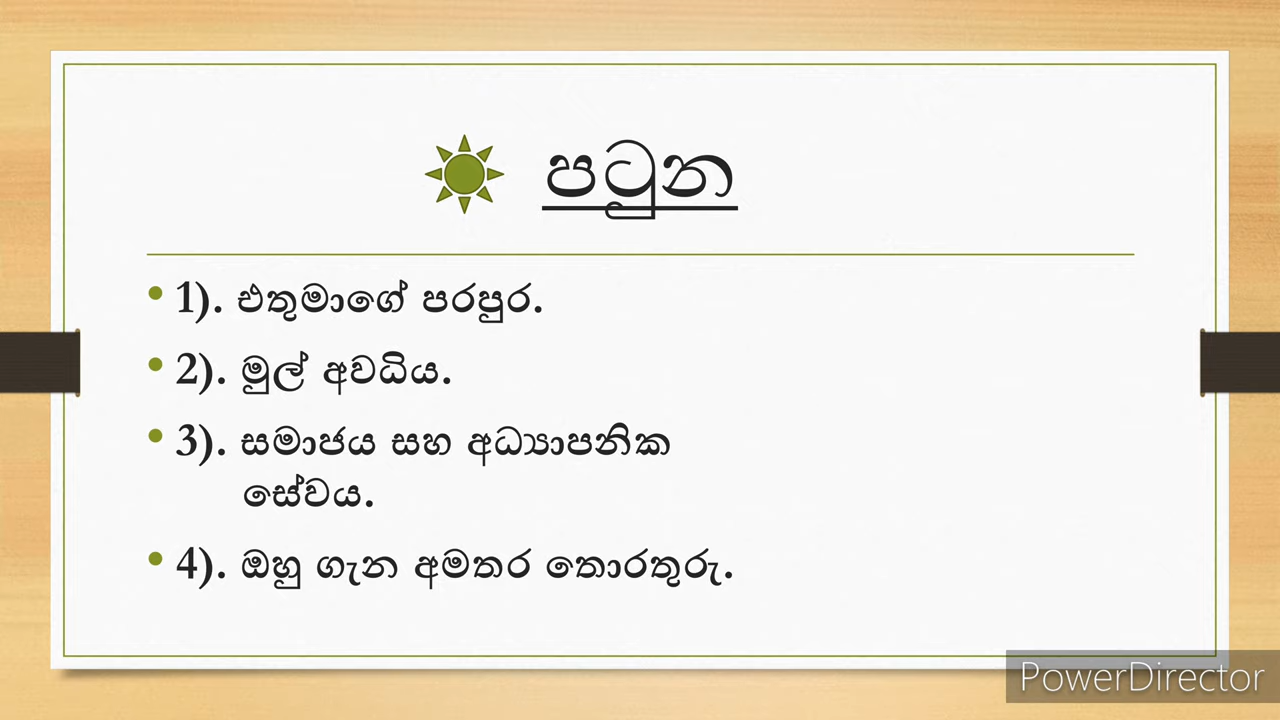 පටුන
• 1). එතුමාගේ පරපුර.
• 2). මුල් අවධිය.
• 3). සමාජය සහ අධ්‍යාපනික
සේවය.
• 4). ඔහු ගැන අමතර තොරතුරු.
PowerDirector